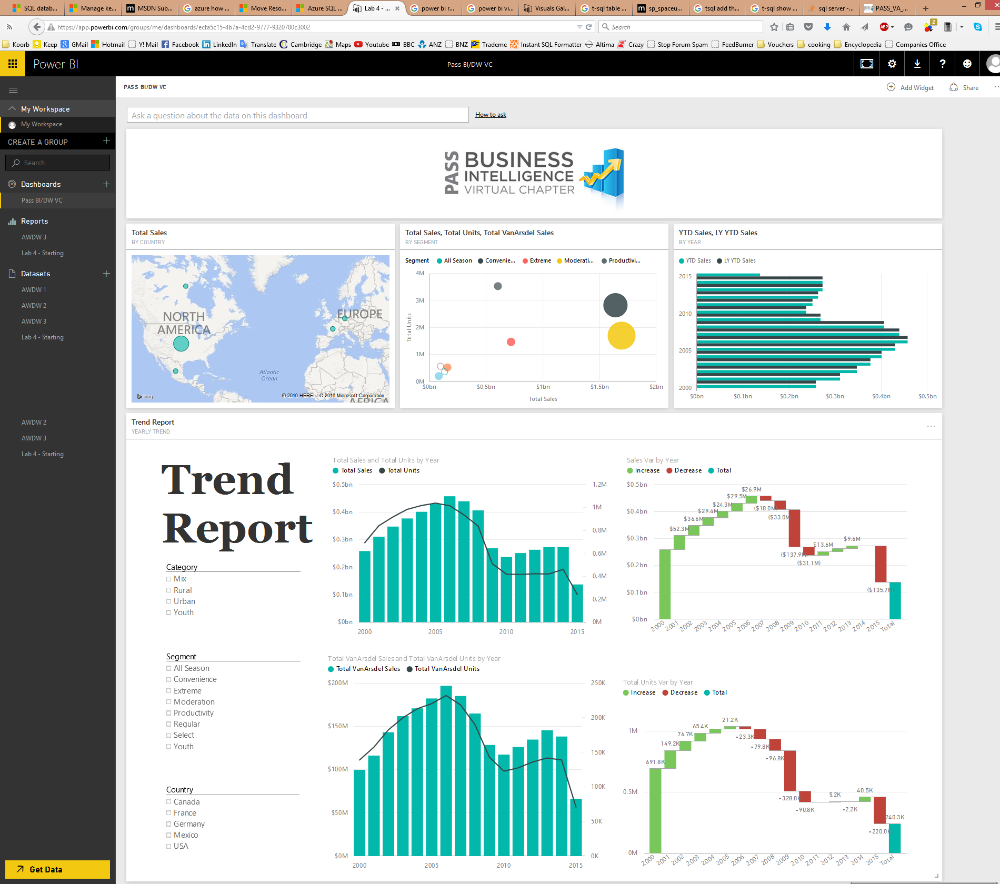 SQL datab...
Manage ke...
MSDN Sub...
azure how ...
Move Reso...
Azure SQL ...
Lab 4 - ...
power bi r...
power bi vi...
Visuals Gal...
t-sql table ...
sp_spaceu...
tsql add th...
t-sql show ...
sql server -...
PASS_VA_...
https://app.powerbi.com/groups/me/dashboards/ecfa5c15-4b7a-4cd2-9777-9320780c3002
Search
ABP
2
Koorb Keep GMail Hotmail Y! Mail Facebook LinkedIn Translate Cambridge Maps Youtube BBC ANZ BNZ Trademe Instant SQL Formatter Altima Crazy Stop Forum Spam FeedBurner Vouchers cooking Encyclopedia Companies Office
Power BI
Pass BI/DW VC
My Workspace
My Workspace
CREATE A GROUP
Search
Dashboards
Pass BI/DW VC
Reports
AWDW 3
Lab 4 - Starting
Datasets
AWDW 1
AWDW 2
AWDW 3
Lab 4 - Starting
AWDW 2
AWDW 3
Lab 4 - Starting
Get Data
PASS BI/DW VC
Add Widget
Share
Ask a question about the data on this dashboard
How to ask
PASS
BUSINESS
INTELLIGENCE
VIRTUAL CHAPTER
Total Sales
BY COUNTRY
NORTH
AMERICA
EUROPE
Atlantic
Ocean
AFRICA
bing
© 2016 HERE © 2016 Microsoft Corporation
Total Sales, Total Units, Total VanArsdel Sales
BY SEGMENT
Segment All Season Convenie... Extreme Moderati... Productivi...
4M
3M
2M
1M
0M
Total Units
$0bn $0.5bn $1bn $1.5bn $2bn
Total Sales
YTD Sales, LY YTD Sales
BY YEAR
YTD Sales LY YTD Sales
2015
2010
2005
2000
$0bn $0.1bn $0.2bn $0.3bn $0.4bn $0.5bn
Trend Report
YEARLY TREND
Trend
Report
Category
Mix
Rural
Urban
Youth
Segment
All Season
Convenience
Extreme
Moderation
Productivity
Regular
Select
Youth
Country
Canada
France
Germany
Mexico
USA
Total Sales and Total Units by Year
Total Sales Total Units
$0.5bn
$0.4bn
$0.3bn
$0.2bn
$0.1bn
$0bn
1.2M
1M
0.8M
0.6M
0.4M
0.2M
0M
2000 2005 2010 2015
Sales Var by Year
Increase Decrease Total
$0.5bn
$0.4bn
$0.3bn
$0.2bn
$0.1bn
$0bn
$52.3M
$36.6M
$29.4M
$24.3M
$29.5M
$26.9M
($18.0M)
($33.0M)
($137.9M)
($31.1M)
$13.6M
$9.6M
($135.7M)
2000 2001 2002 2003 2004 2005 2006 2007 2008 2009 2010 2011 2012 2013 2014 2015 Total
Total VanArsdel Sales and Total VanArsdel Units by Year
Total VanArsdel Sales Total VanArsdel Units
$200M
$150M
$100M
$50M
$0M
250K
200K
150K
100K
50K
0K
2000 2005 2010 2015
Total Units Var by Year
Increase Decrease Total
1M
0.5M
0M
691.8K
149.2K
76.7K
65.4K
21.2K
-23.3K
-79.8K
-96.8K
-328.8K
-90.8K
5.2K
-2.2K
40.5K
-220.0K
240.3K
2000 2001 2002 2003 2004 2005 2006 2007 2008 2009 2010 2011 2012 2013 2014 2015 Total